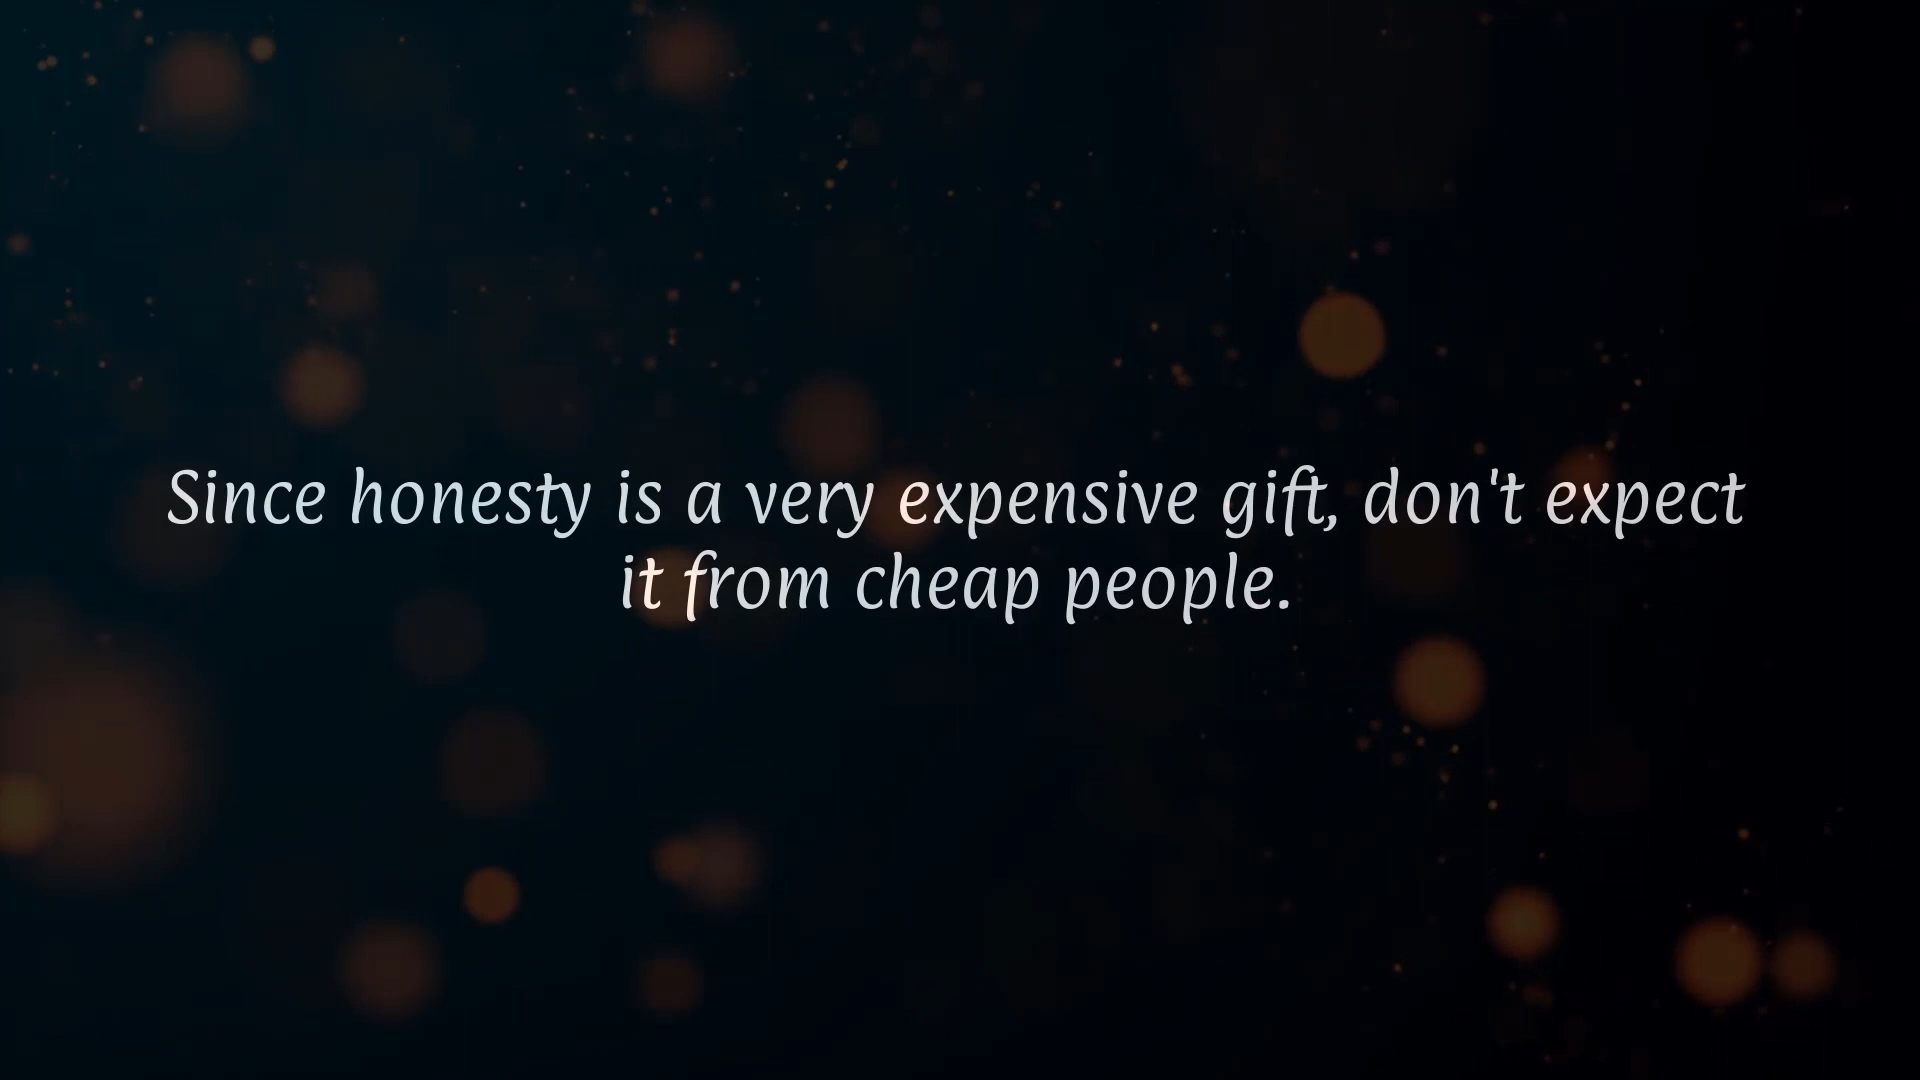 Since honesty is a very expensive gift, don't expect
it from cheap people.